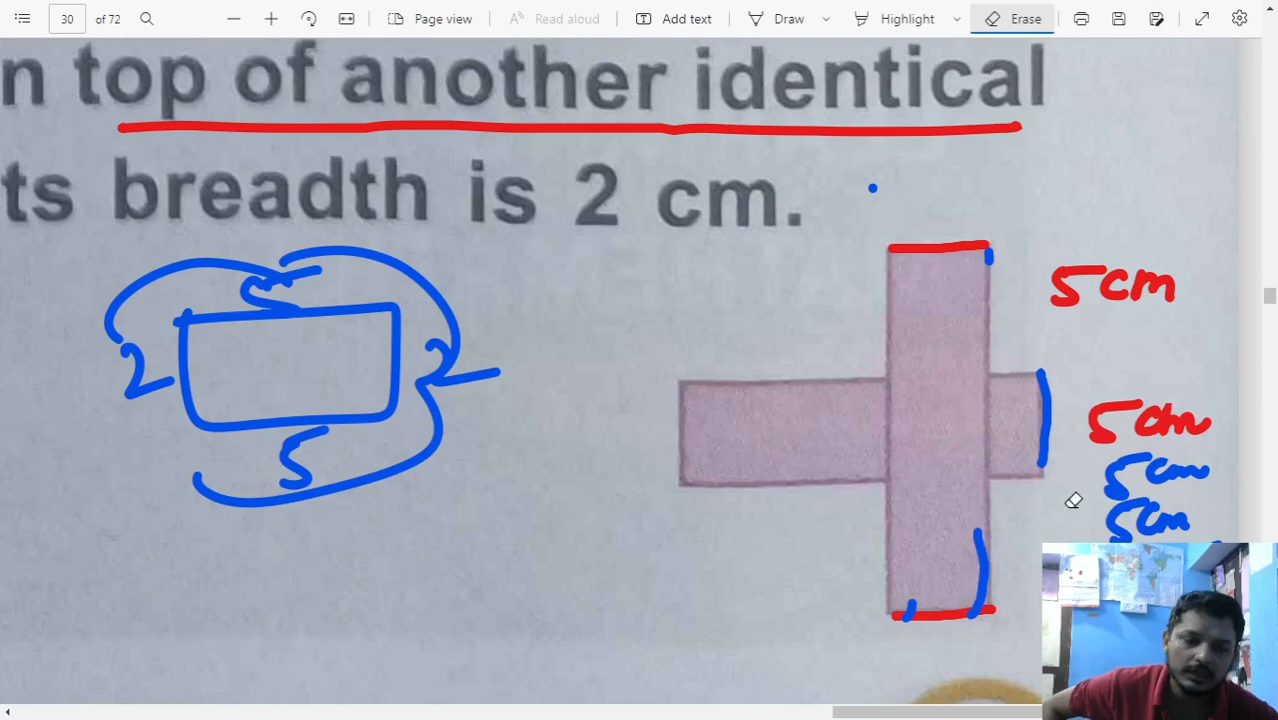 30 of 72 Page view Read aloud Add text Draw Highlight Erase
n top of another identical
ts breadth is 2 cm.
5
5 cm
2 2
5 cm
5 5 cm
5 cm